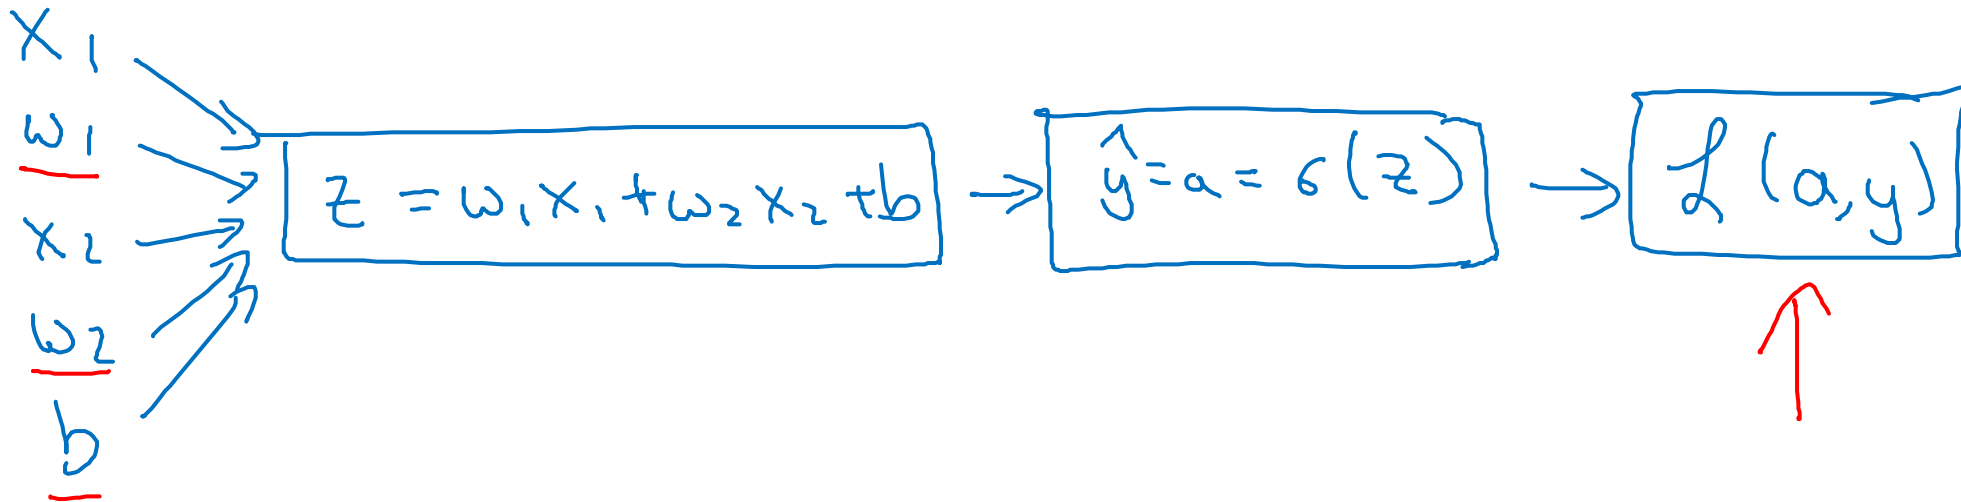 x₁
w₁
x₂
w₂
b
z = w₁x₁ + w₂x₂ + b
ŷ = a = σ(z)
ℒ(a, y)